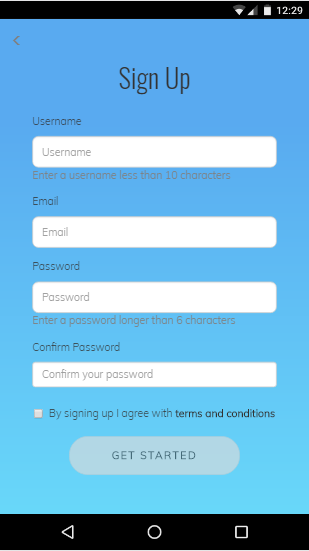 12:29
Sign Up
Username
Username
Enter a username less than 10 characters
Email
Email
Password
Password
Enter a password longer than 6 characters
Confirm Password
Confirm your password
By signing up I agree with terms and conditions
GET STARTED